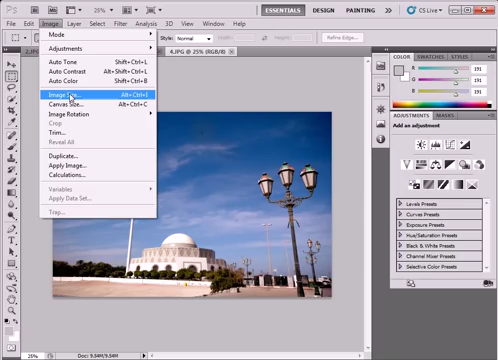 Ps
Br
Mb
25%
ESSENTIALS
DESIGN
PAINTING
CS Live
File
Edit
Image
Layer
Select
Filter
Analysis
3D
View
Window
Help
Style: Normal
Refine Edge...
4.JPG @ 25% (RGB/8)
Mode
Adjustments
Auto Tone Shift+Ctrl+L
Auto Contrast Alt+Shift+Ctrl+L
Auto Color Shift+Ctrl+B
Image Size... Alt+Ctrl+I
Canvas Size... Alt+Ctrl+C
Image Rotation
Crop
Trim...
Reveal All
Duplicate...
Apply Image...
Calculations...
Variables
Apply Data Set...
Trap...
COLOR
SWATCHES
STYLES
R 191
G 191
B 191
ADJUSTMENTS
MASKS
Add an adjustment
Levels Presets
Curves Presets
Exposure Presets
Hue/Saturation Presets
Black & White Presets
Channel Mixer Presets
Selective Color Presets
25%
Doc: 9.54M/9.54M